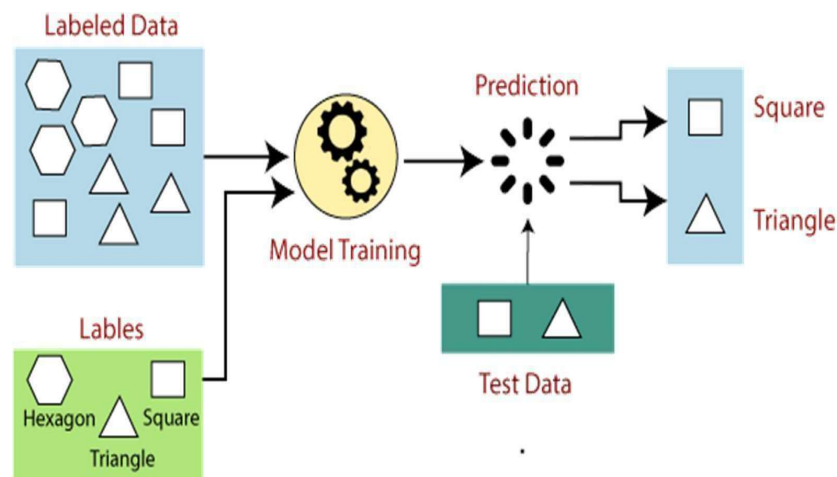 Labeled Data
Prediction
Square
Triangle
Model Training
Lables
Hexagon
Square
Triangle
Test Data